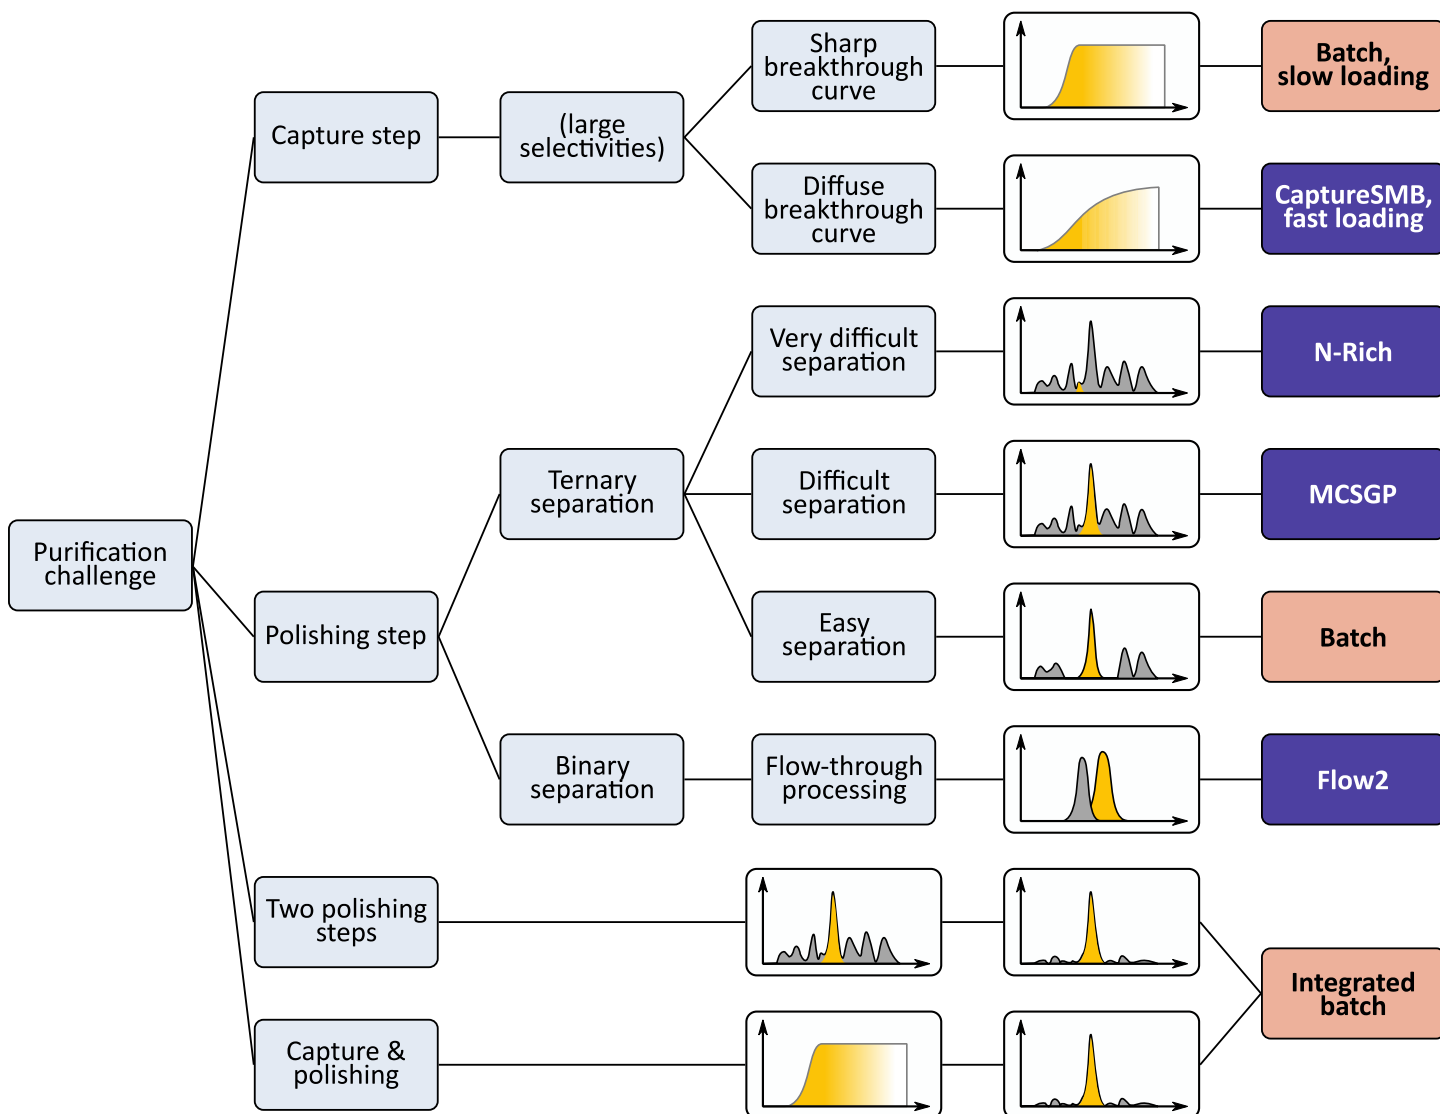 Purification
challenge
Capture step
(large
selectivities)
Sharp
breakthrough
curve
Batch,
slow loading
Diffuse
breakthrough
curve
CaptureSMB,
fast loading
Polishing step
Ternary
separation
Very difficult
separation
N-Rich
Difficult
separation
MCSGP
Easy
separation
Batch
Binary
separation
Flow-through
processing
Flow2
Two polishing
steps
Capture &
polishing
Integrated
batch